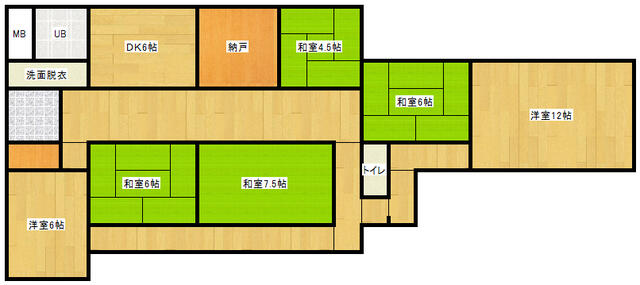 MB
UB
DK6帖
納戸
和室4.5帖
洗面脱衣
和室6帖
洋室12帖
トイレ
和室6帖
和室7.5帖
洋室6帖